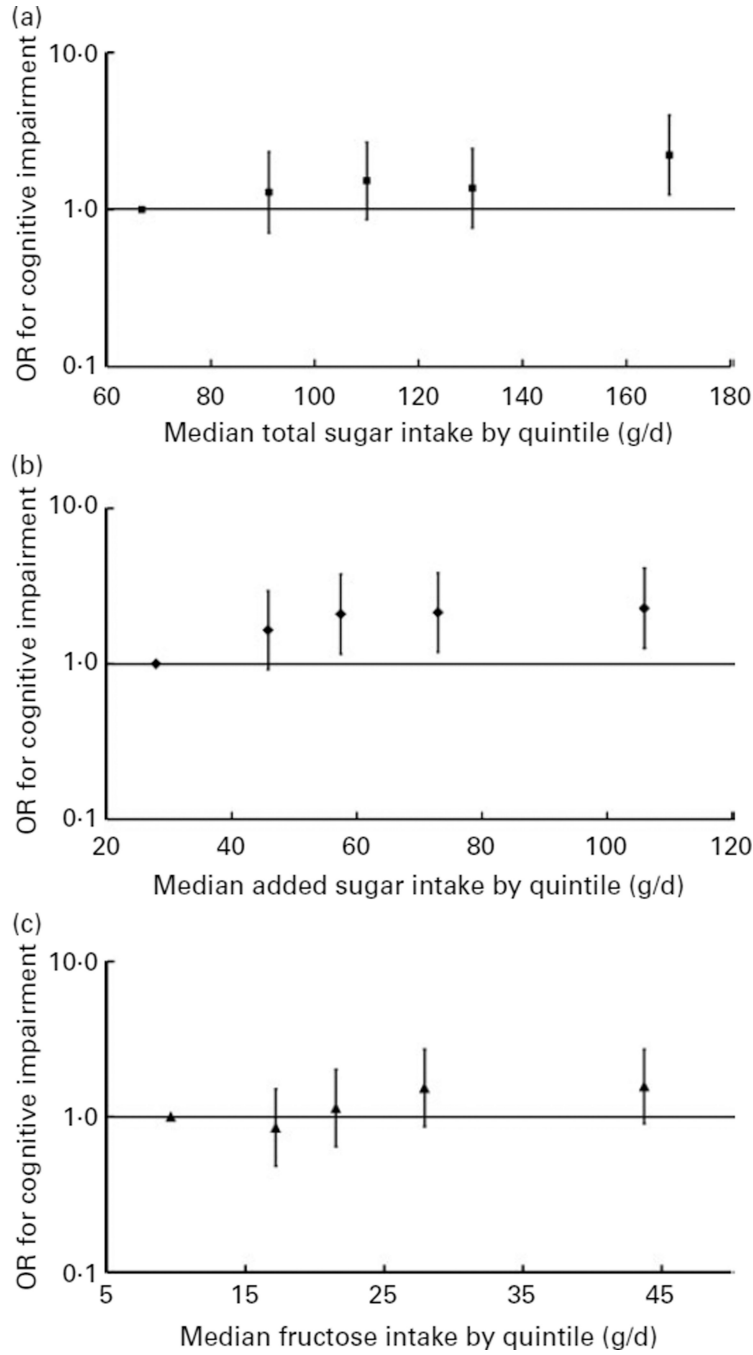 (a)
OR for cognitive impairment
10·0
1·0
0·1
60 80 100 120 140 160 180
Median total sugar intake by quintile (g/d)
(b)
OR for cognitive impairment
10·0
1·0
0·1
20 40 60 80 100 120
Median added sugar intake by quintile (g/d)
(c)
OR for cognitive impairment
10·0
1·0
0·1
5 15 25 35 45
Median fructose intake by quintile (g/d)